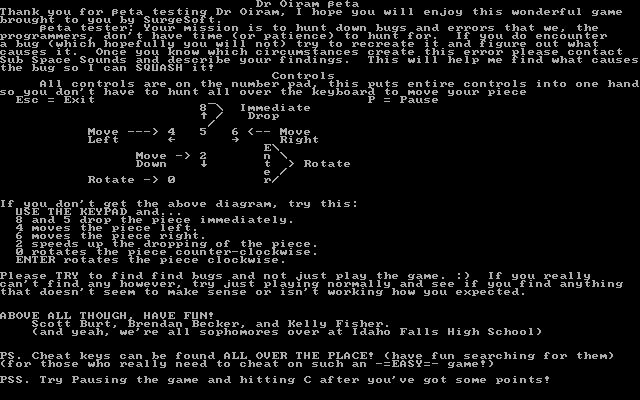 Dr Oiram βeta
Thank you for βeta testing Dr Oiram, I hope you will enjoy this wonderful game
brought to you by SurgeSoft.
βeta tester: Your mission is to hunt down bugs and errors that we, the
programmers, don't have time (or patience) to hunt for. If you do encounter
a bug (which hopefully you will not) try to recreate it and figure out what
causes it. Once you know which circumstances create this error please contact
Sub Space Sounds and describe your findings. This will help me find what causes
the bug so I can SQUASH it!
Controls
All controls are on the number pad, this puts entire controls into one hand
so you don't have to hunt all over the keyboard to move your piece
Esc = Exit P = Pause
8 ─\ Immediate
↑ / Drop
Move ---> 4 5 6 <-- Move
Left ← → Right
E\
Move -> 2 n \
Down ↓ t > Rotate
e /
Rotate -> 0 r/
If you don't get the above diagram, try this:
USE THE KEYPAD and...
8 and 5 drop the piece immediately.
4 moves the piece left.
6 moves the piece right.
2 speeds up the dropping of the piece.
0 rotates the piece counter-clockwise.
ENTER rotates the piece clockwise.
Please TRY to find find bugs and not just play the game. :) If you really
can't find any however, try just playing normally and see if you find anything
that doesn't seem to make sense or isn't working how you expected.
ABOVE ALL THOUGH, HAVE FUN!
Scott Burt, Brendan Becker, and Kelly Fisher.
(and yeah, we're all sophomores over at Idaho Falls High School)
PS. Cheat keys can be found ALL OVER THE PLACE! (have fun searching for them)
(for those who really need to cheat on such an -=EASY=- game!)
PSS. Try Pausing the game and hitting C after you've got some points!